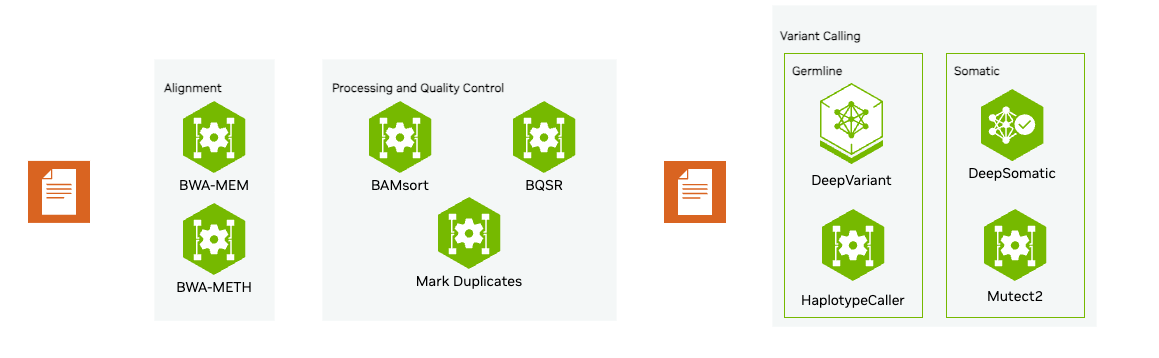 Alignment
BWA-MEM
BWA-METH
Processing and Quality Control
BAMsort
BQSR
Mark Duplicates
Variant Calling
Germline
DeepVariant
HaplotypeCaller
Somatic
DeepSomatic
Mutect2